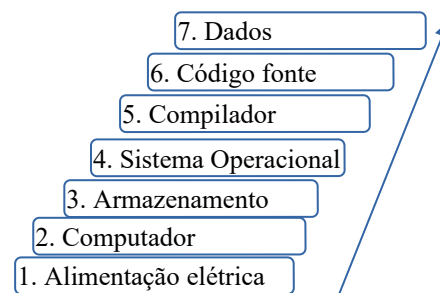 7. Dados
6. Código fonte
5. Compilador
4. Sistema Operacional
3. Armazenamento
2. Computador
1. Alimentação elétrica